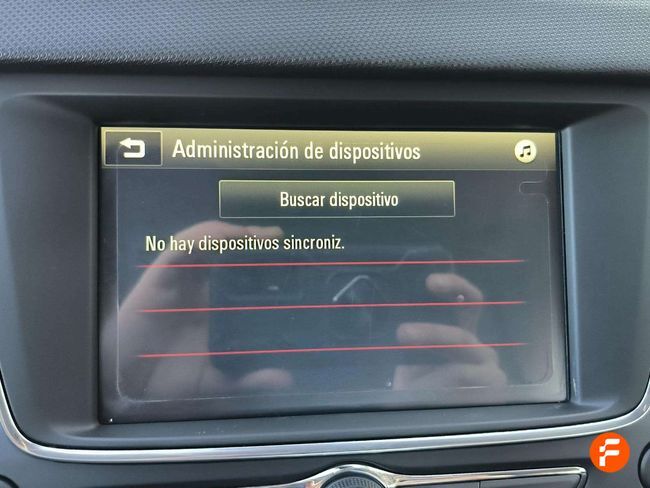 Administración de dispositivos
Buscar dispositivo
No hay dispositivos sincroniz.